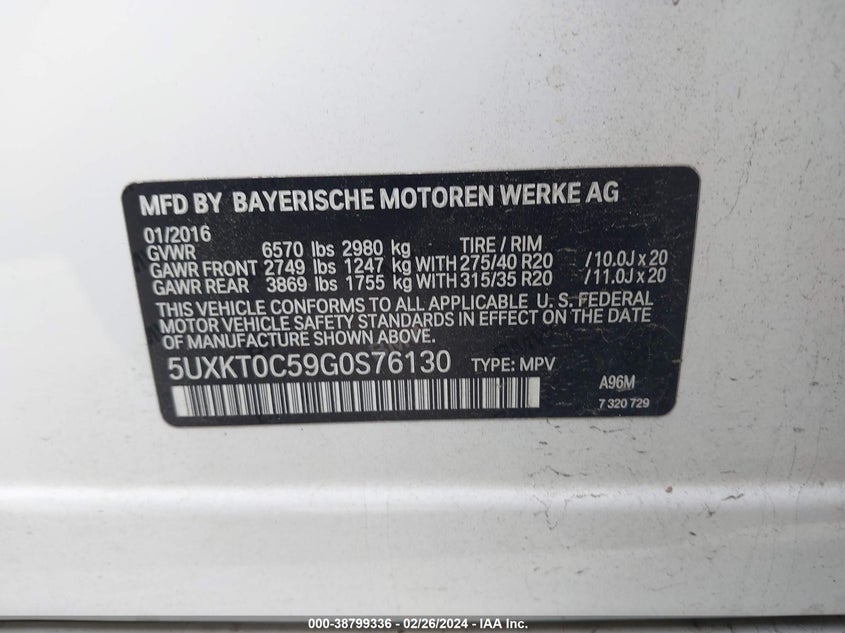 MFD BY BAYERISCHE MOTOREN WERKE AG
01/2016
GVWR 6570 lbs 2980 kg TIRE / RIM
GAWR FRONT 2749 lbs 1247 kg WITH 275/40 R20 /10.0J x 20
GAWR REAR 3869 lbs 1755 kg WITH 315/35 R20 /11.0J x 20
THIS VEHICLE CONFORMS TO ALL APPLICABLE U. S. FEDERAL
MOTOR VEHICLE SAFETY STANDARDS IN EFFECT ON THE DATE
OF MANUFACTURE SHOWN ABOVE.
5UXKT0C59G0S76130 TYPE: MPV
A96M
7 320 729
000-38799336 - 02/26/2024 - IAA Inc.